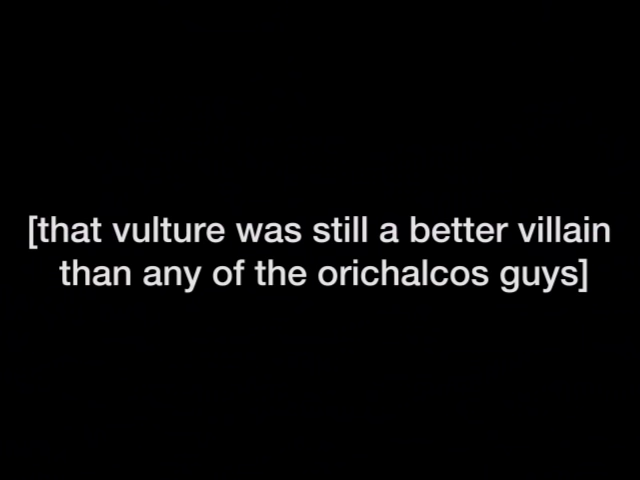 [that vulture was still a better villain
than any of the orichalcos guys]